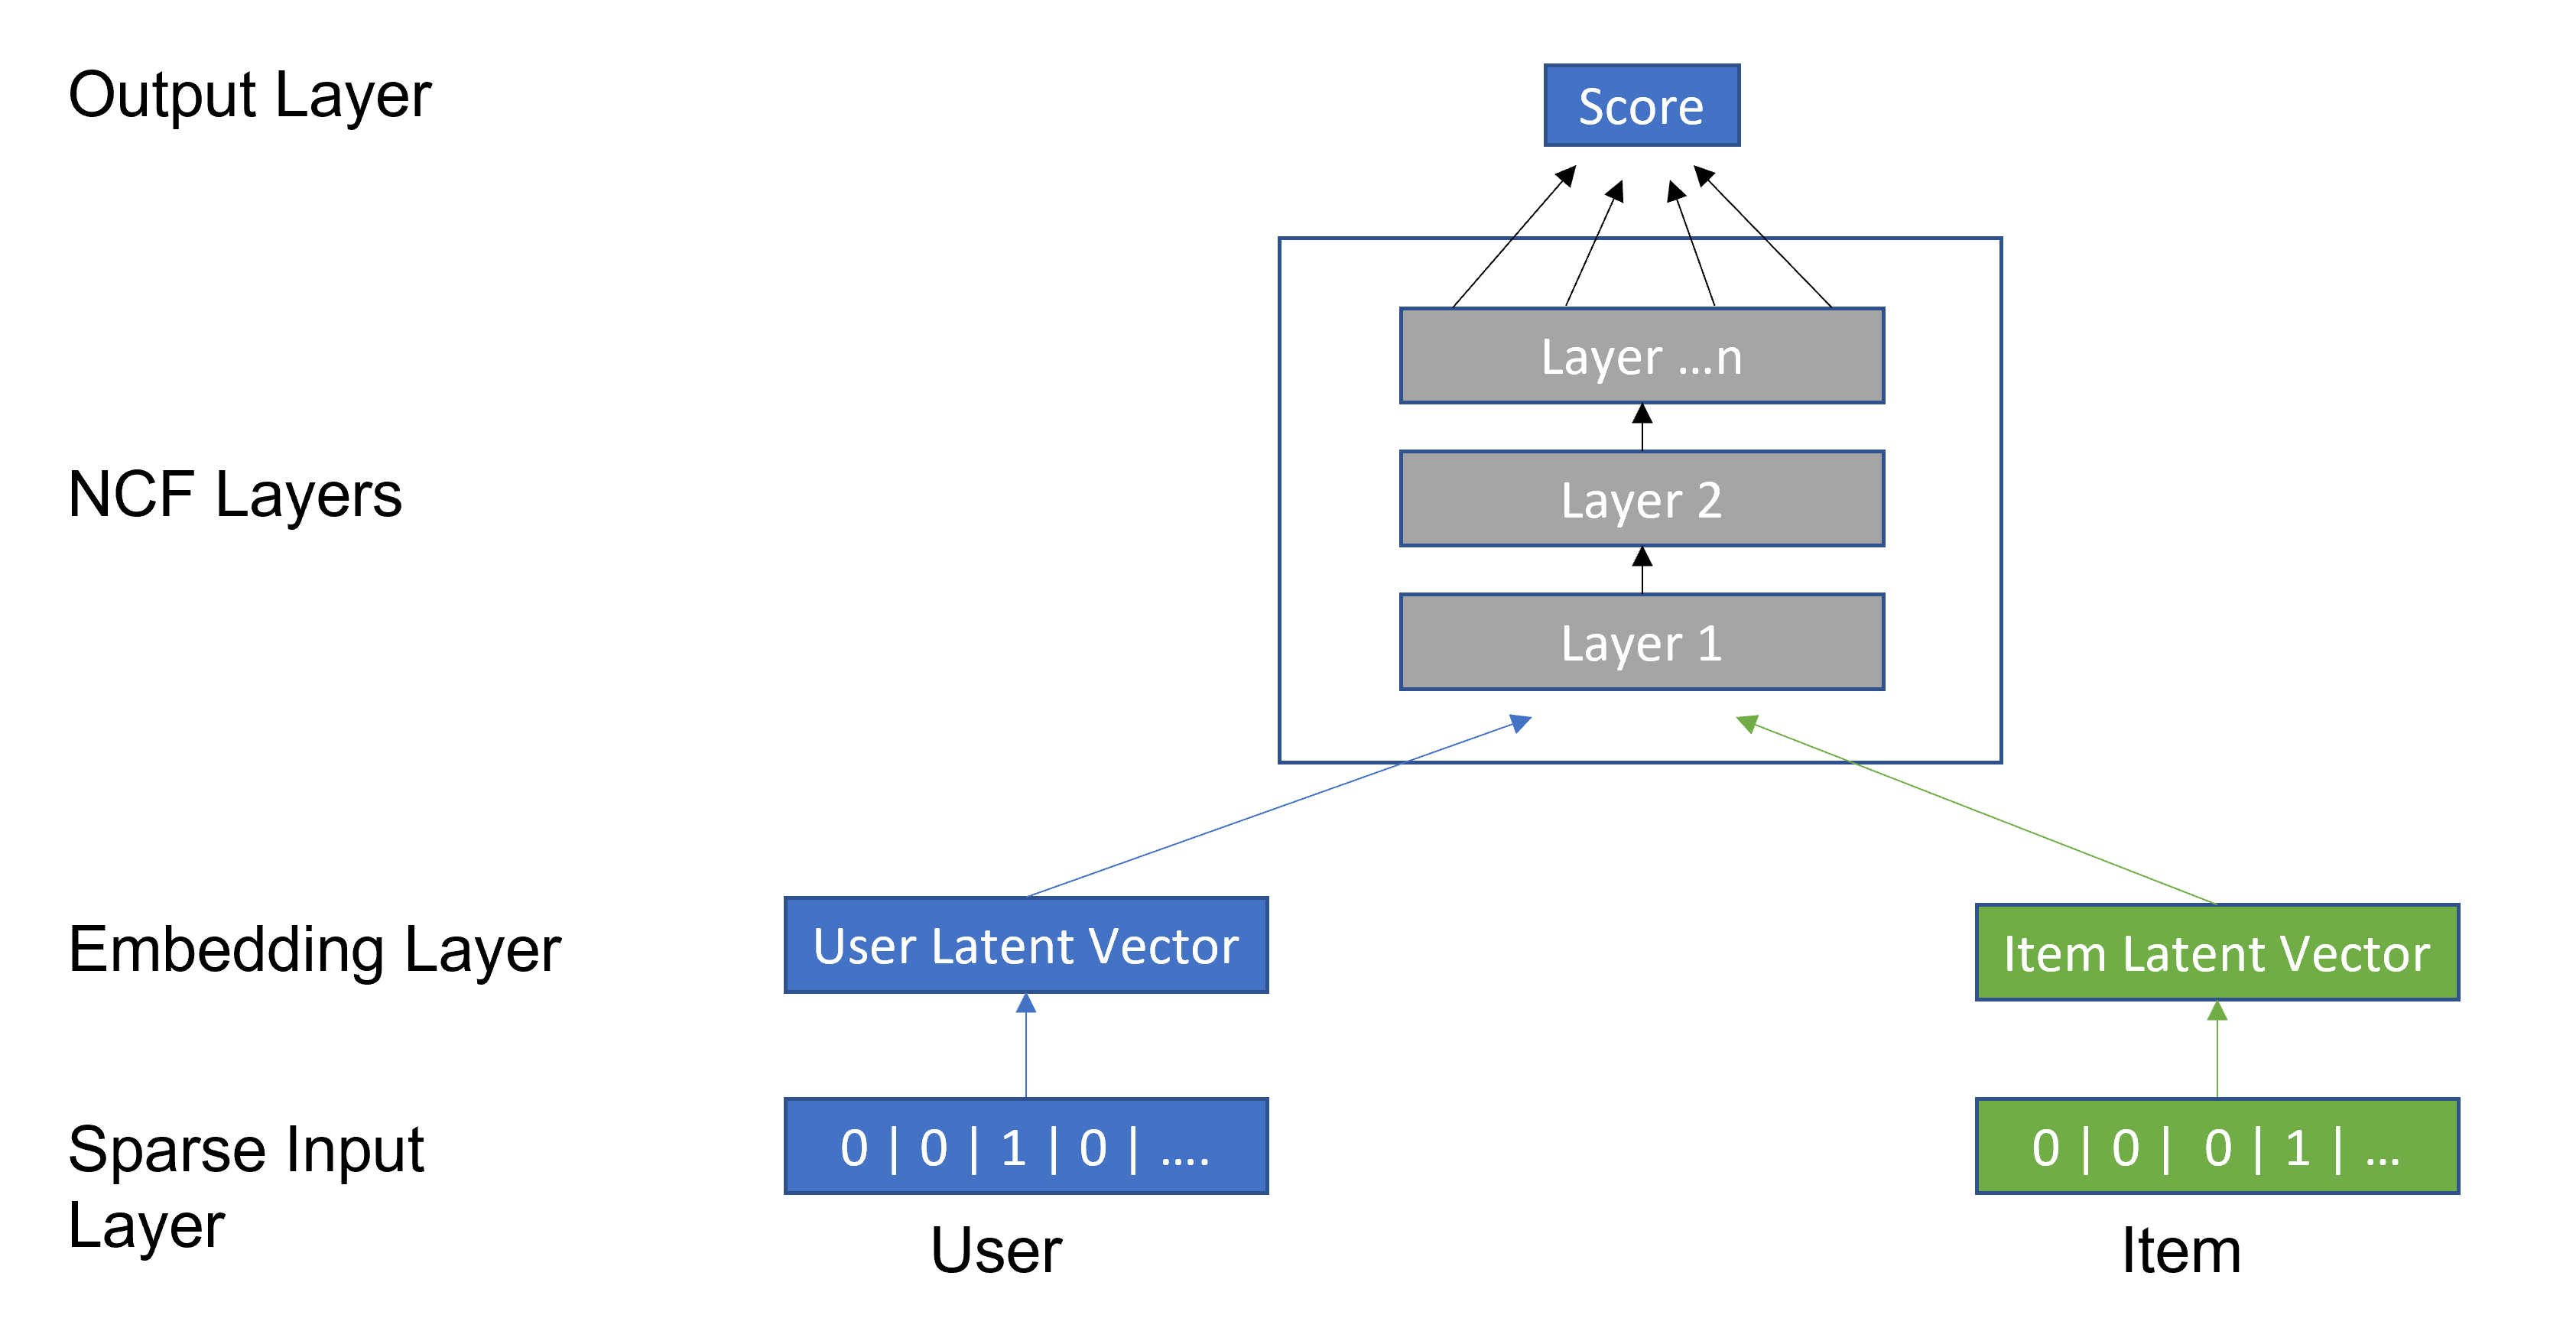 Output Layer
Score
Layer ...n
NCF Layers
Layer 2
Layer 1
Embedding Layer
User Latent Vector
Item Latent Vector
Sparse Input
Layer
0 | 0 | 1 | 0 | ....
0 | 0 | 0 | 1 | ...
User
Item